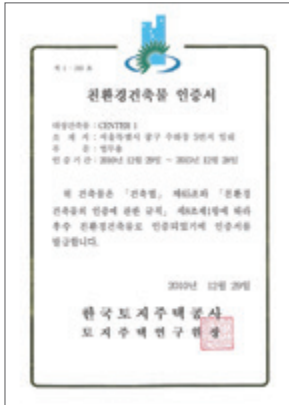 친환경건축물 인증서
대상건축물 : CENTER 1
소 재 지 : 서울특별시 중구 수하동 5번지 일대
부 문 : 업무용
인 증 기 간 : 2010년 12월 29일 ~ 2015년 12월 28일
위 건축물은 「건축법」 제65조와 「친환경
건축물의 인증에 관한 규칙」 제8조제1항에 따라
우수 친환경건축물로 인증되었기에 인증서를
발급합니다.
2010년 12월 29일
한국토지주택공사
토지주택연구원장